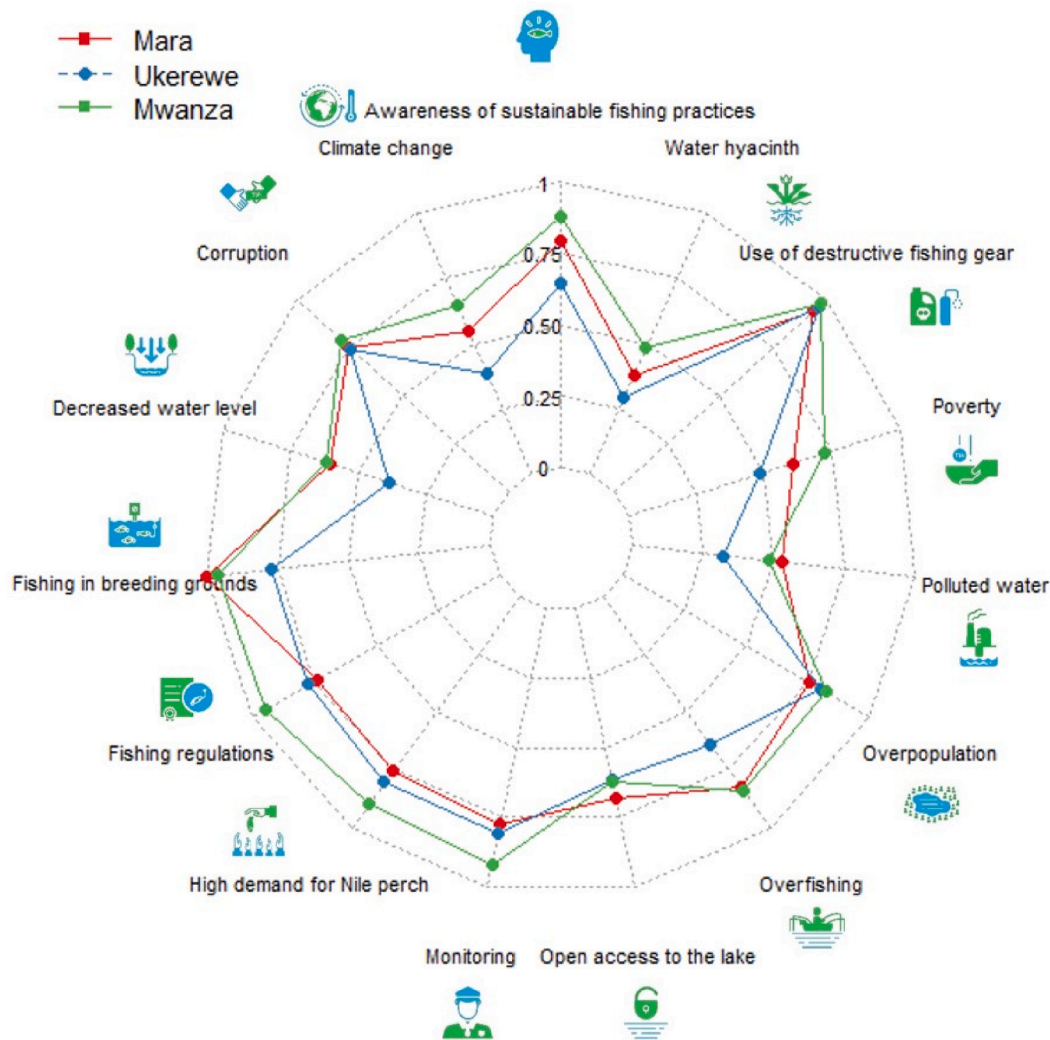 Mara
Ukerewe
Mwanza
Awareness of sustainable fishing practices
Climate change
Water hyacinth
Corruption
Use of destructive fishing gear
1
0.75
0.50
0.25
0
Decreased water level
Poverty
Fishing in breeding grounds
Polluted water
Fishing regulations
Overpopulation
High demand for Nile perch
Overfishing
Monitoring
Open access to the lake